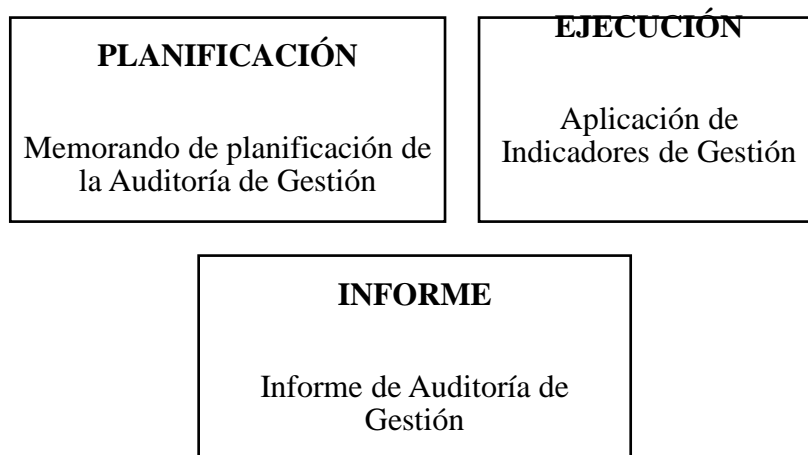 PLANIFICACIÓN
Memorando de planificación de
la Auditoría de Gestión
EJECUCIÓN
Aplicación de
Indicadores de Gestión
INFORME
Informe de Auditoría de
Gestión